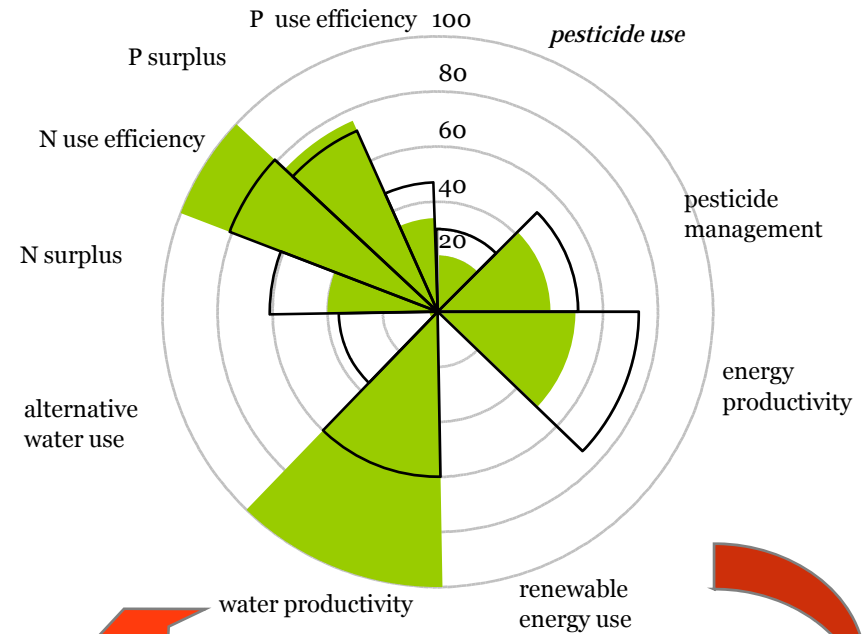 P use efficiency
100
pesticide use
P surplus
80
N use efficiency
60
40
pesticide
management
20
N surplus
energy
productivity
alternative
water use
renewable
energy use
water productivity